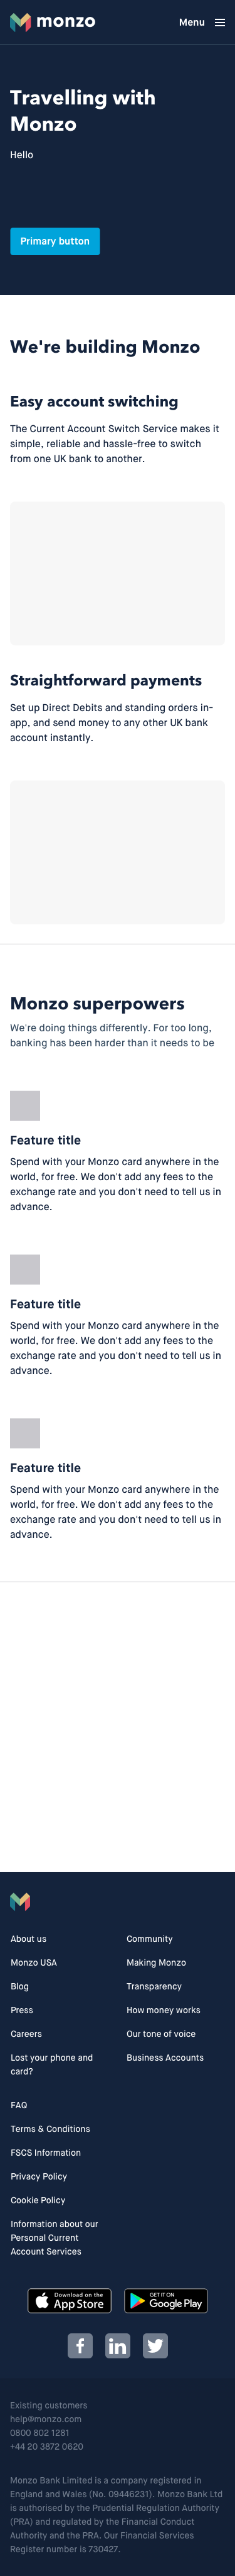 monzo
Menu
Travelling with
Monzo
Hello
Primary button
We're building Monzo
Easy account switching
The Current Account Switch Service makes it
simple, reliable and hassle-free to switch
from one UK bank to another.
Straightforward payments
Set up Direct Debits and standing orders in-
app, and send money to any other UK bank
account instantly.
Monzo superpowers
We're doing things differently. For too long,
banking has been harder than it needs to be
Feature title
Spend with your Monzo card anywhere in the
world, for free. We don't add any fees to the
exchange rate and you don't need to tell us in
advance.
Feature title
Spend with your Monzo card anywhere in the
world, for free. We don't add any fees to the
exchange rate and you don't need to tell us in
advance.
Feature title
Spend with your Monzo card anywhere in the
world, for free. We don't add any fees to the
exchange rate and you don't need to tell us in
advance.
About us
Monzo USA
Blog
Press
Careers
Lost your phone and
card?
FAQ
Terms & Conditions
FSCS Information
Privacy Policy
Cookie Policy
Information about our
Personal Current
Account Services
Community
Making Monzo
Transparency
How money works
Our tone of voice
Business Accounts
Download on the
App Store
GET IT ON
Google Play
Existing customers
help@monzo.com
0800 802 1281
+44 20 3872 0620
Monzo Bank Limited is a company registered in
England and Wales (No. 09446231). Monzo Bank Ltd
is authorised by the Prudential Regulation Authority
(PRA) and regulated by the Financial Conduct
Authority and the PRA. Our Financial Services
Register number is 730427.